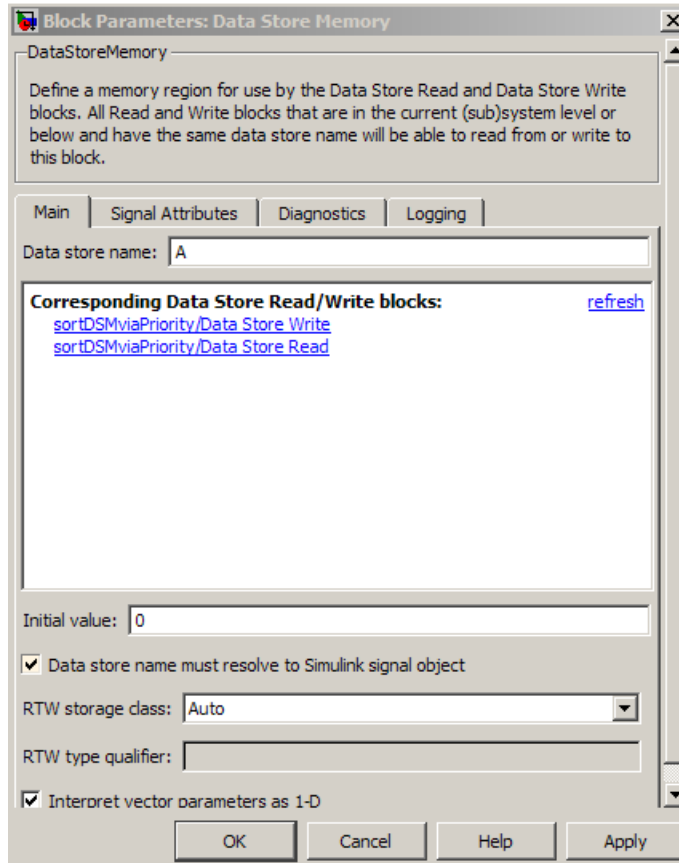 Block Parameters: Data Store Memory
DataStoreMemory
Define a memory region for use by the Data Store Read and Data Store Write
blocks. All Read and Write blocks that are in the current (sub)system level or
below and have the same data store name will be able to read from or write to
this block.
Main Signal Attributes Diagnostics Logging
Data store name: A
Corresponding Data Store Read/Write blocks: refresh
sortDSMviaPriority/Data Store Write
sortDSMviaPriority/Data Store Read
Initial value: 0
Data store name must resolve to Simulink signal object
RTW storage class: Auto
RTW type qualifier:
Interpret vector parameters as 1-D
OK Cancel Help Apply